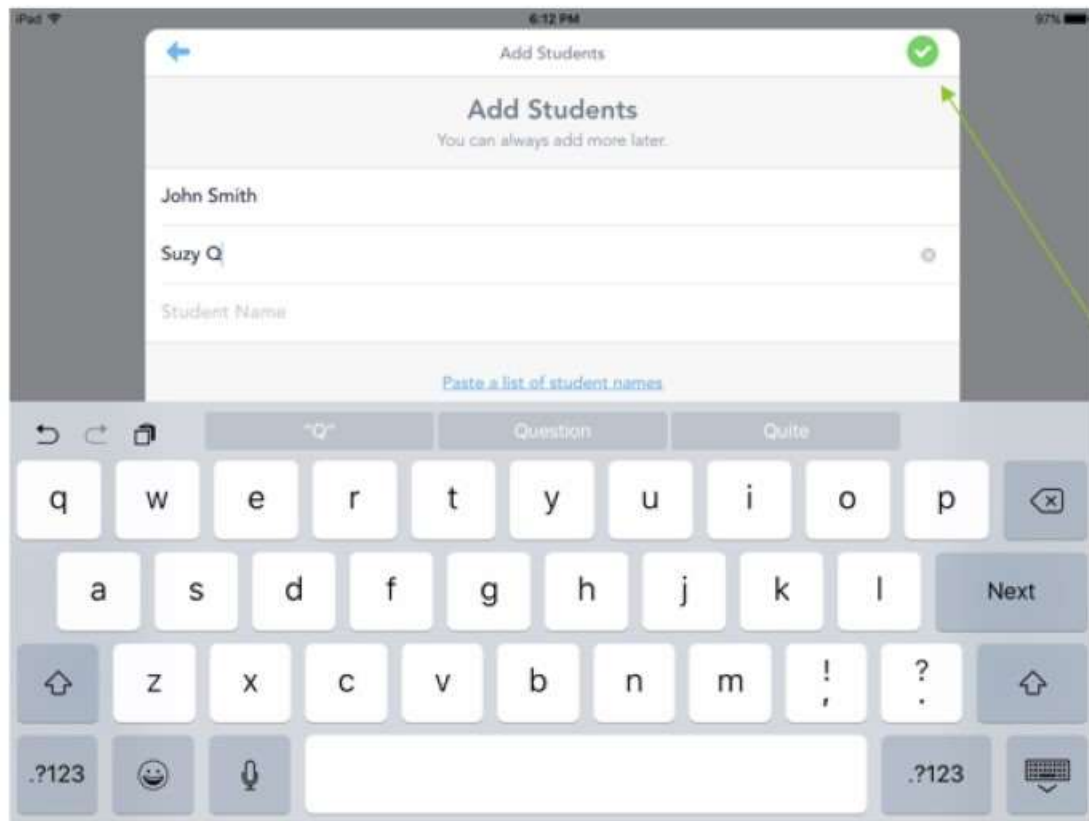 iPad 6:12 PM 97%
Add Students
Add Students
You can always add more later.
John Smith
Suzy Q
Student Name
Paste a list of student names
"Q" Question Quite
q w e r t y u i o p
a s d f g h j k l Next
z x c v b n m ! , ? .
.?123 .?123